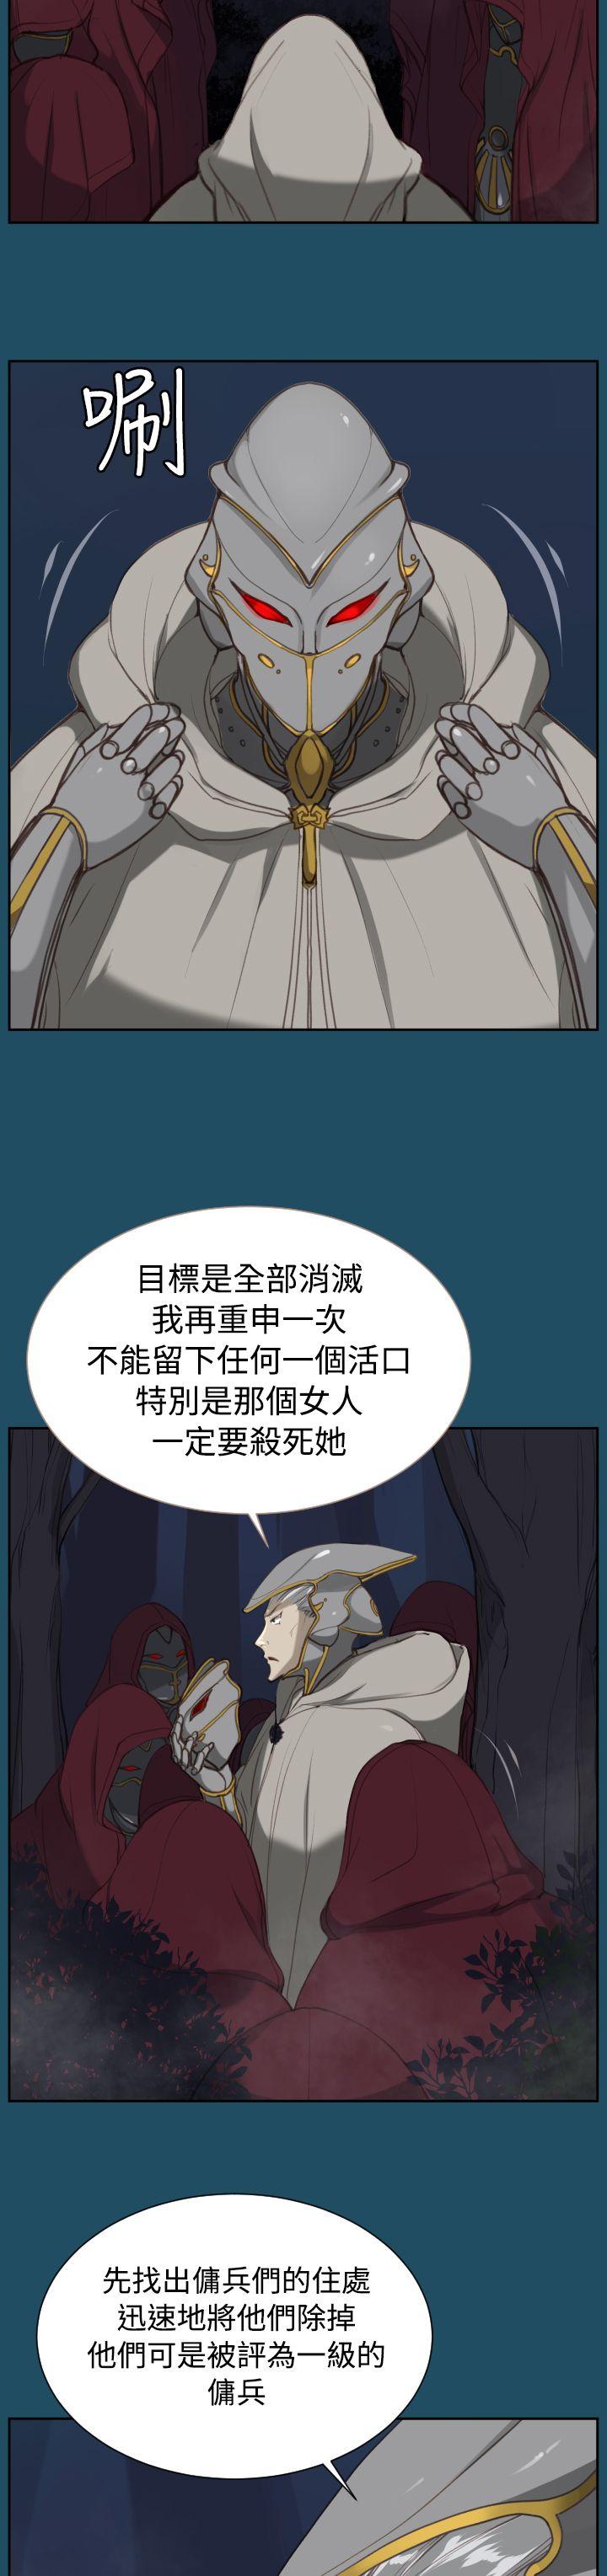 唰
目標是全部消滅
我再重申一次
不能留下任何一個活口
特別是那個女人
一定要殺死她
先找出傭兵們的住處
迅速地將他們除掉
他們可是被評為一級的
傭兵